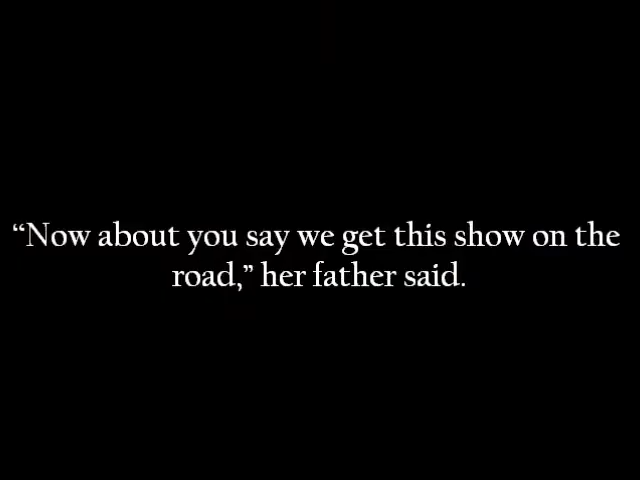 “Now about you say we get this show on the
road,” her father said.